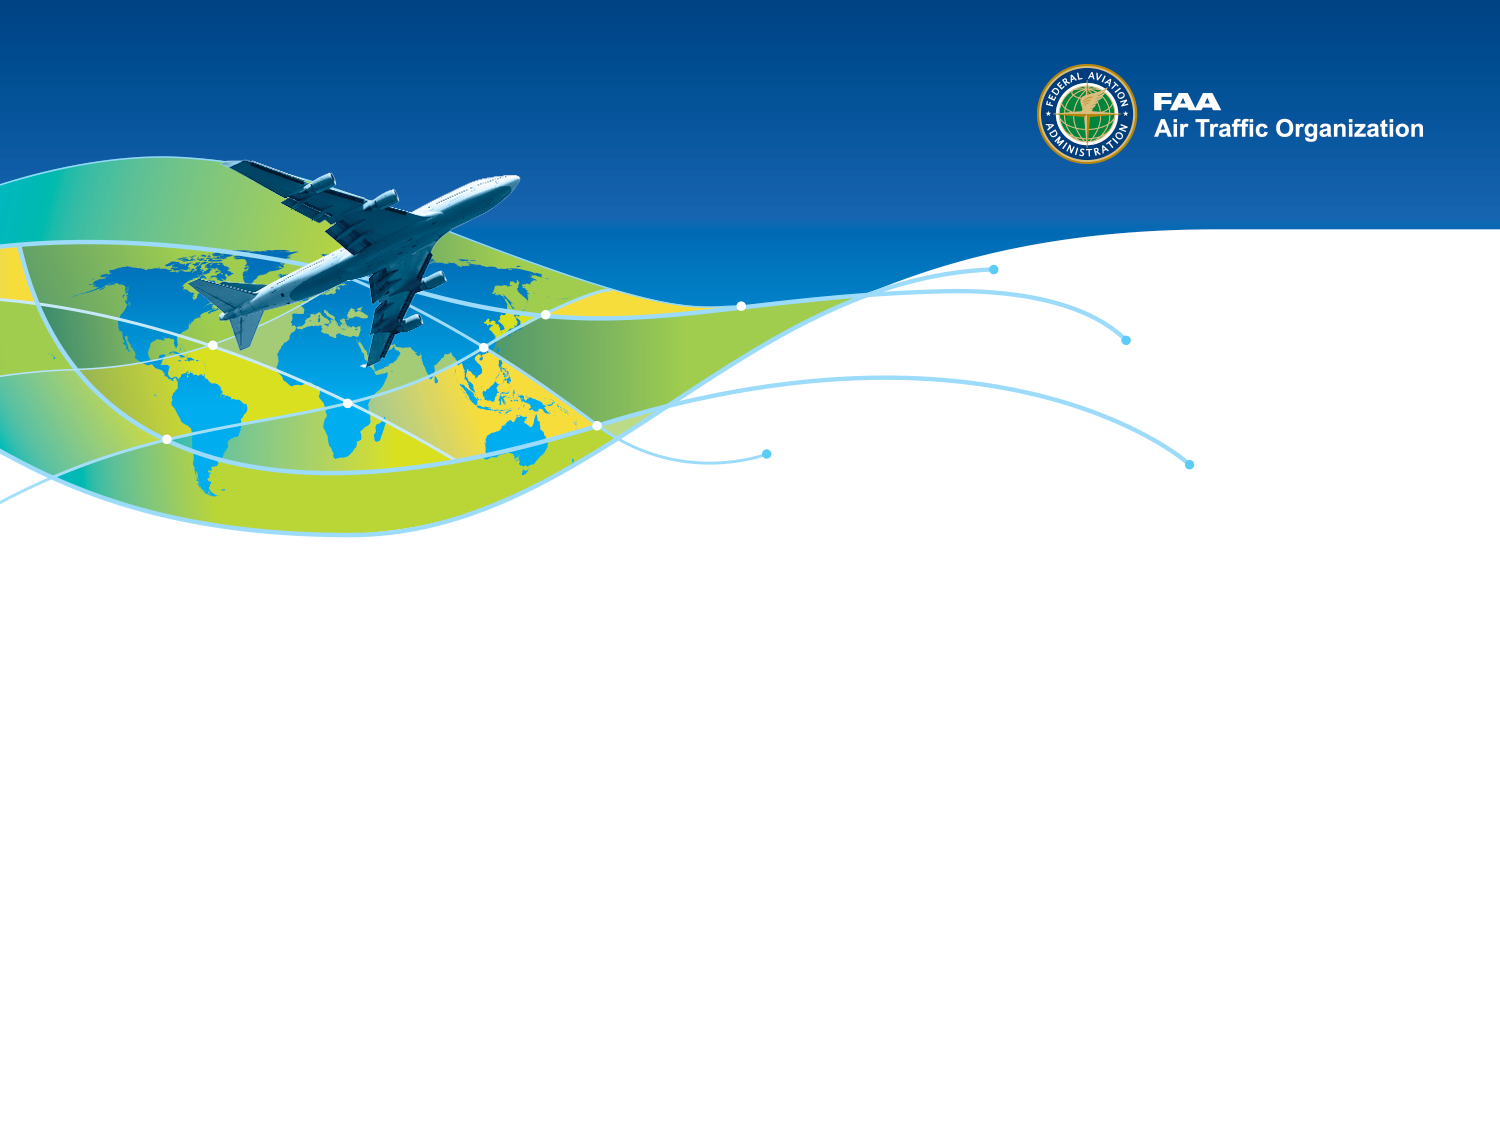 FEDERAL AVIATION
ADMINISTRATION
FAA
Air Traffic Organization